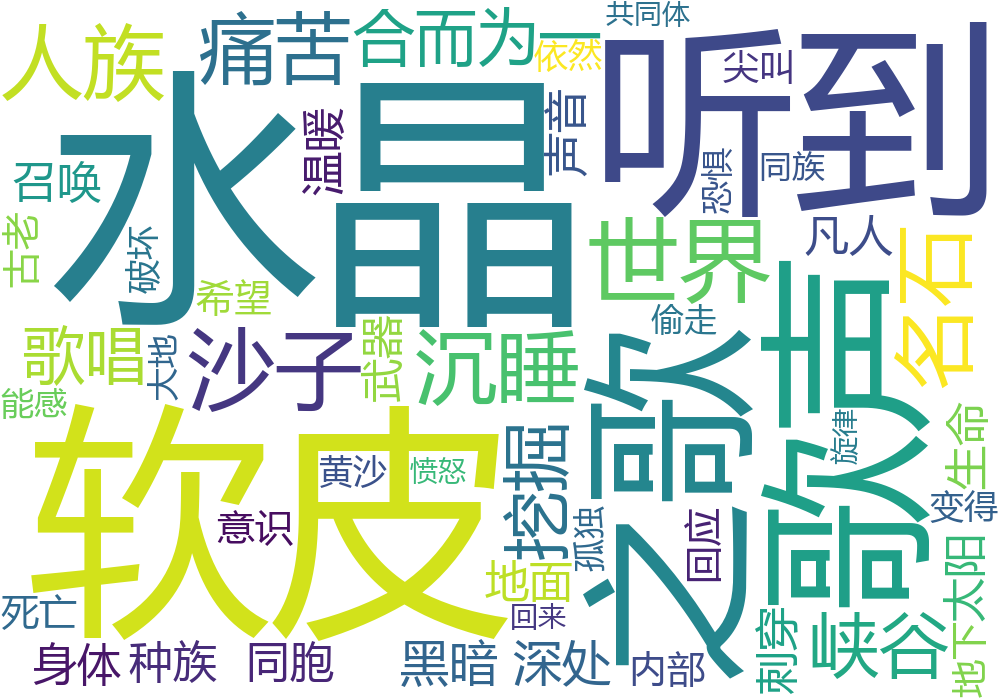 共同体
人族
痛苦
合而为一
依然
听到
尖叫
水晶
温暖
声音
恐惧
同族
召唤
古老
破坏
世界
凡人
名石
希望
偷走
歌声
歌唱
大地
沙子
武器
沉睡
之歌
能感
软皮
黄沙
愤怒
挖掘
旋律
生命
意识
孤独
回应
变得
地面
地下太阳
死亡
回来
身体
种族
同胞
黑暗
深处
内部
刺穿
峡谷